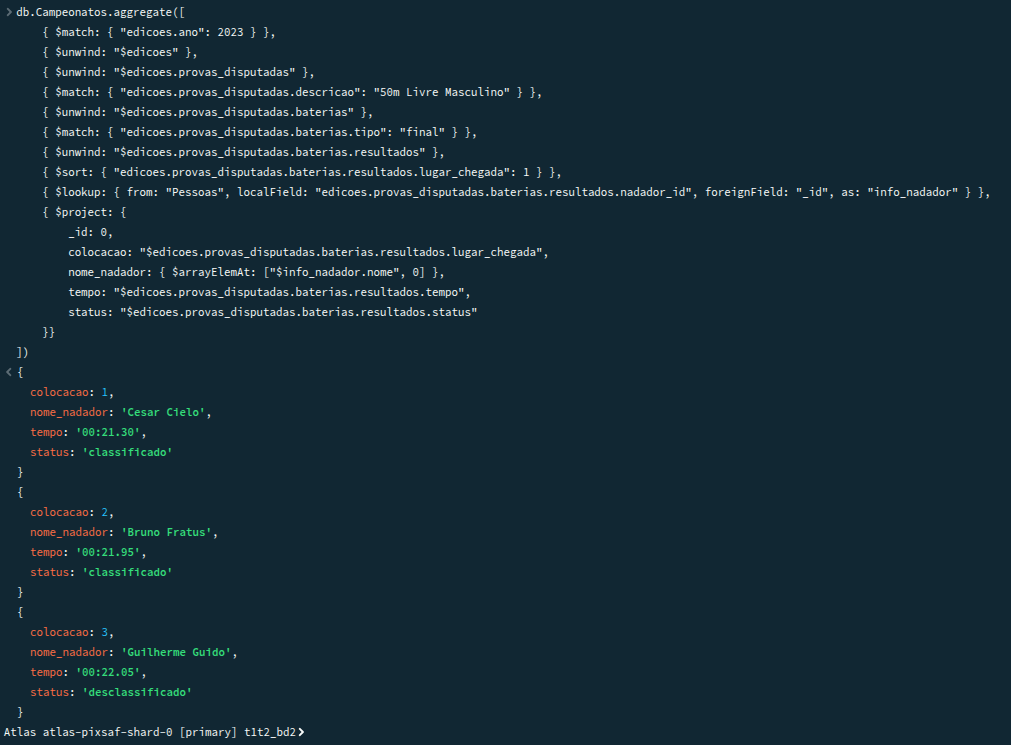 > db.Campeonatos.aggregate([
    { $match: { "edicoes.ano": 2023 } },
    { $unwind: "$edicoes" },
    { $unwind: "$edicoes.provas_disputadas" },
    { $match: { "edicoes.provas_disputadas.descricao": "50m Livre Masculino" } },
    { $unwind: "$edicoes.provas_disputadas.baterias" },
    { $match: { "edicoes.provas_disputadas.baterias.tipo": "final" } },
    { $unwind: "$edicoes.provas_disputadas.baterias.resultados" },
    { $sort: { "edicoes.provas_disputadas.baterias.resultados.lugar_chegada": 1 } },
    { $lookup: { from: "Pessoas", localField: "edicoes.provas_disputadas.baterias.resultados.nadador_id", foreignField: "_id", as: "info_nadador" } },
    { $project: {
        _id: 0,
        colocacao: "$edicoes.provas_disputadas.baterias.resultados.lugar_chegada",
        nome_nadador: { $arrayElemAt: ["$info_nadador.nome", 0] },
        tempo: "$edicoes.provas_disputadas.baterias.resultados.tempo",
        status: "$edicoes.provas_disputadas.baterias.resultados.status"
    }}
])
< {
  colocacao: 1,
  nome_nadador: 'Cesar Cielo',
  tempo: '00:21.30',
  status: 'classificado'
}
{
  colocacao: 2,
  nome_nadador: 'Bruno Fratus',
  tempo: '00:21.95',
  status: 'classificado'
}
{
  colocacao: 3,
  nome_nadador: 'Guilherme Guido',
  tempo: '00:22.05',
  status: 'desclassificado'
}
Atlas atlas-pixsaf-shard-0 [primary] t1t2_bd2>